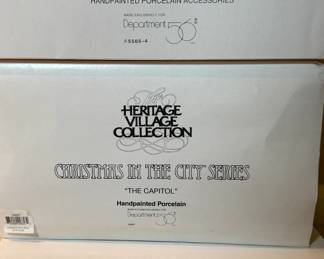 HANDPAINTED PORCELAIN ACCESSORIES
MADE EXCLUSIVELY FOR
Department 56
#5565-4
The
HERITAGE
VILLAGE
COLLECTION
CHRISTMAS IN THE CITY SERIES
"THE CAPITOL"
Handpainted Porcelain
Department 56